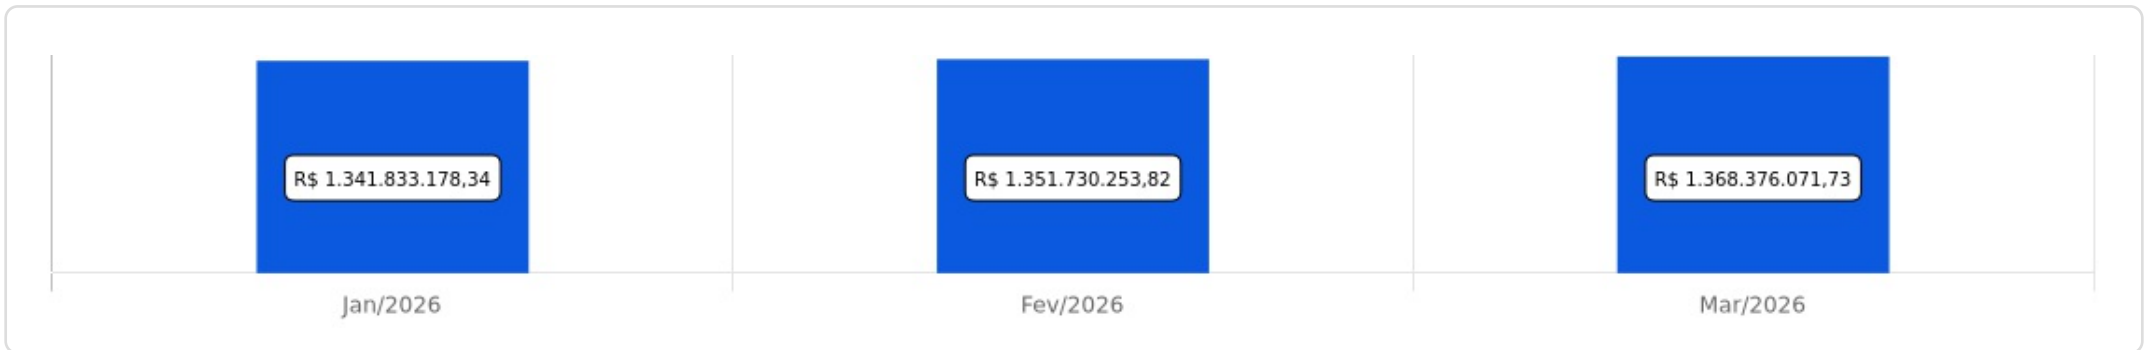 R$ 1.341.833.178,34
R$ 1.351.730.253,82
R$ 1.368.376.071,73
Jan/2026
Fev/2026
Mar/2026